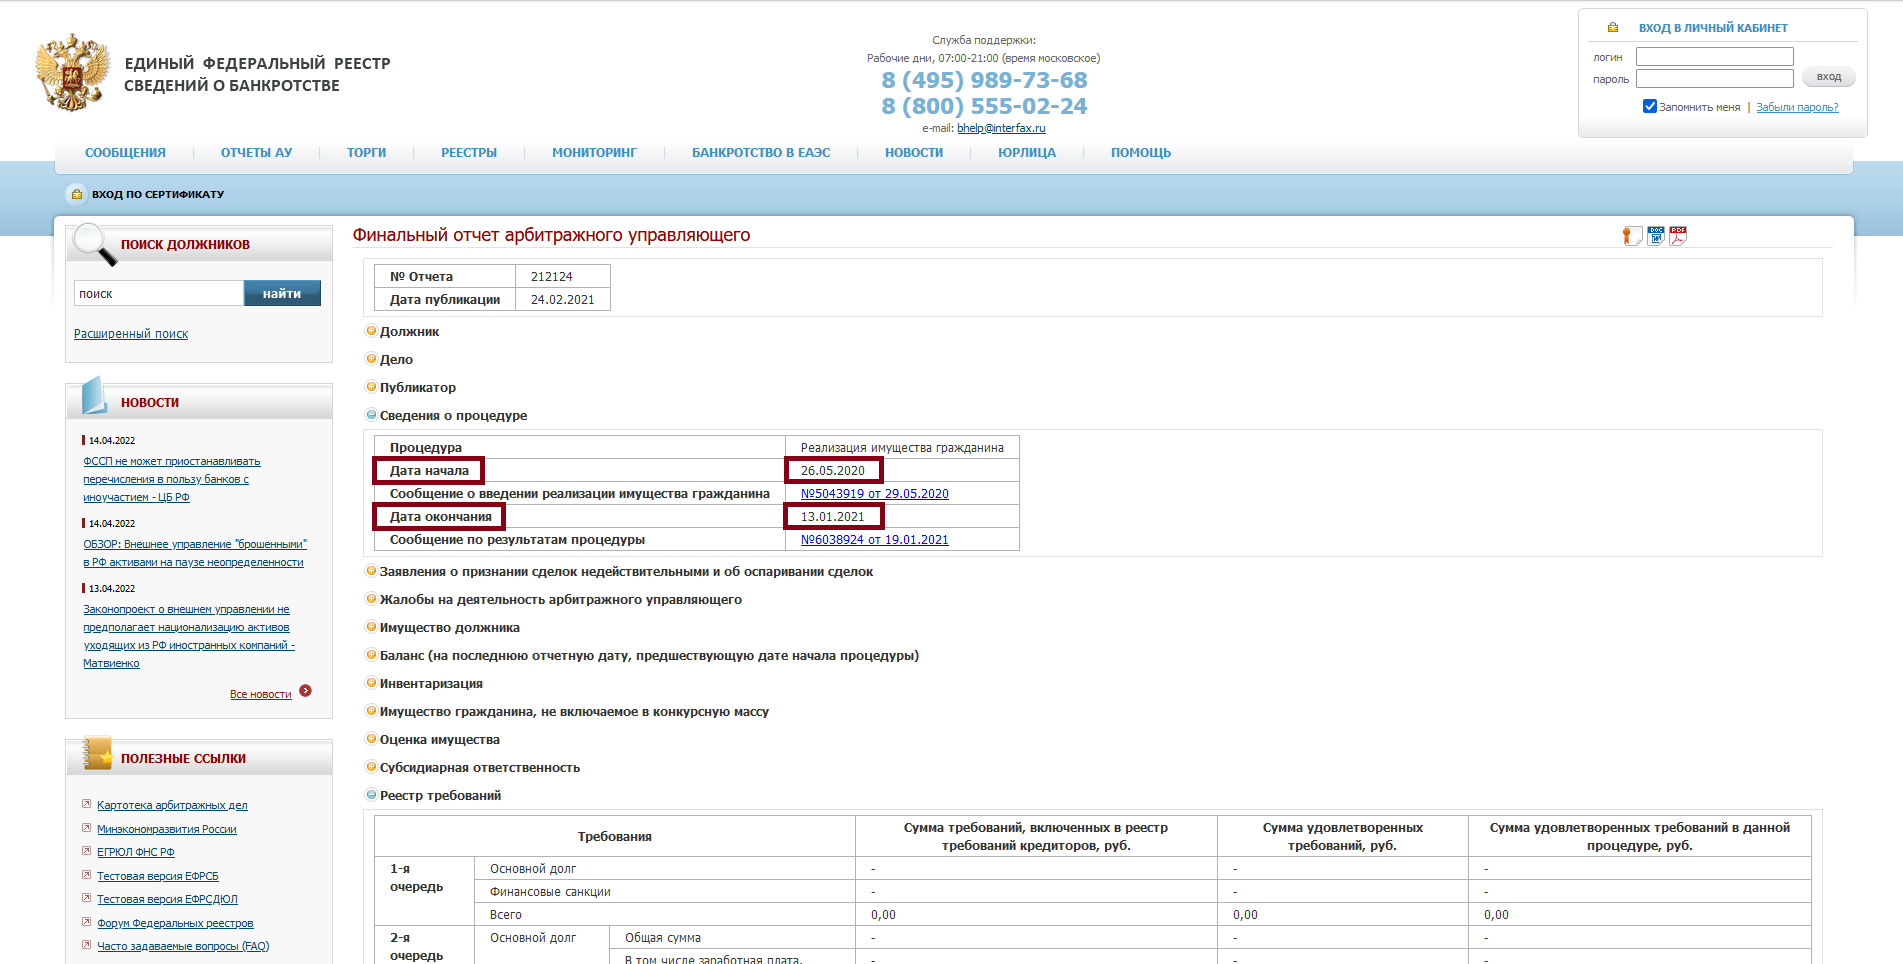 ЕДИНЫЙ ФЕДЕРАЛЬНЫЙ РЕЕСТР
СВЕДЕНИЙ О БАНКРОТСТВЕ
Служба поддержки:
Рабочие дни, 07:00-21:00 (время московское)
8 (495) 989-73-68
8 (800) 555-02-24
e-mail: bhelp@interfax.ru
ВХОД В ЛИЧНЫЙ КАБИНЕТ
логин
пароль
вход
Запомнить меня | Забыли пароль?
СООБЩЕНИЯ ОТЧЕТЫ АУ ТОРГИ РЕЕСТРЫ МОНИТОРИНГ БАНКРОТСТВО В ЕАЭС НОВОСТИ ЮРЛИЦА ПОМОЩЬ
ВХОД ПО СЕРТИФИКАТУ
ПОИСК ДОЛЖНИКОВ
поиск найти
Расширенный поиск
НОВОСТИ
14.04.2022
ФССП не может приостанавливать
перечисления в пользу банков с
иноучастием - ЦБ РФ
14.04.2022
ОБЗОР: Внешнее управление "брошенными"
в РФ активами на паузе неопределенности
13.04.2022
Законопроект о внешнем управлении не
предполагает национализацию активов
уходящих из РФ иностранных компаний -
Матвиенко
Все новости
ПОЛЕЗНЫЕ ССЫЛКИ
Картотека арбитражных дел
Минэкономразвития России
ЕГРЮЛ ФНС РФ
Тестовая версия ЕФРСБ
Тестовая версия ЕФРСДЮЛ
Форум Федеральных реестров
Часто задаваемые вопросы (FAQ)
Финальный отчет арбитражного управляющего
DOC PDF
№ Отчета 212124
Дата публикации 24.02.2021
Должник
Дело
Публикатор
Сведения о процедуре
Процедура Реализация имущества гражданина
Дата начала 26.05.2020
Сообщение о введении реализации имущества гражданина №5043919 от 29.05.2020
Дата окончания 13.01.2021
Сообщение по результатам процедуры №6038924 от 19.01.2021
Заявления о признании сделок недействительными и об оспаривании сделок
Жалобы на деятельность арбитражного управляющего
Имущество должника
Баланс (на последнюю отчетную дату, предшествующую дате начала процедуры)
Инвентаризация
Имущество гражданина, не включаемое в конкурсную массу
Оценка имущества
Субсидиарная ответственность
Реестр требований
Требования
Сумма требований, включенных в реестр
требований кредиторов, руб.
Сумма удовлетворенных
требований, руб.
Сумма удовлетворенных требований в данной
процедуре, руб.
1-я
очередь
Основной долг - - -
Финансовые санкции - - -
Всего 0,00 0,00 0,00
2-я
очередь
Основной долг Общая сумма - - -
В том числе заработная плата, - - -